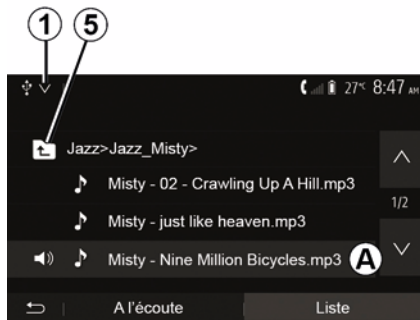 1 5
27°C 8:47 AM
Jazz>Jazz_Misty>
Misty - 02 - Crawling Up A Hill.mp3
1/2
Misty - just like heaven.mp3
Misty - Nine Million Bicycles.mp3 A
A l'écoute Liste